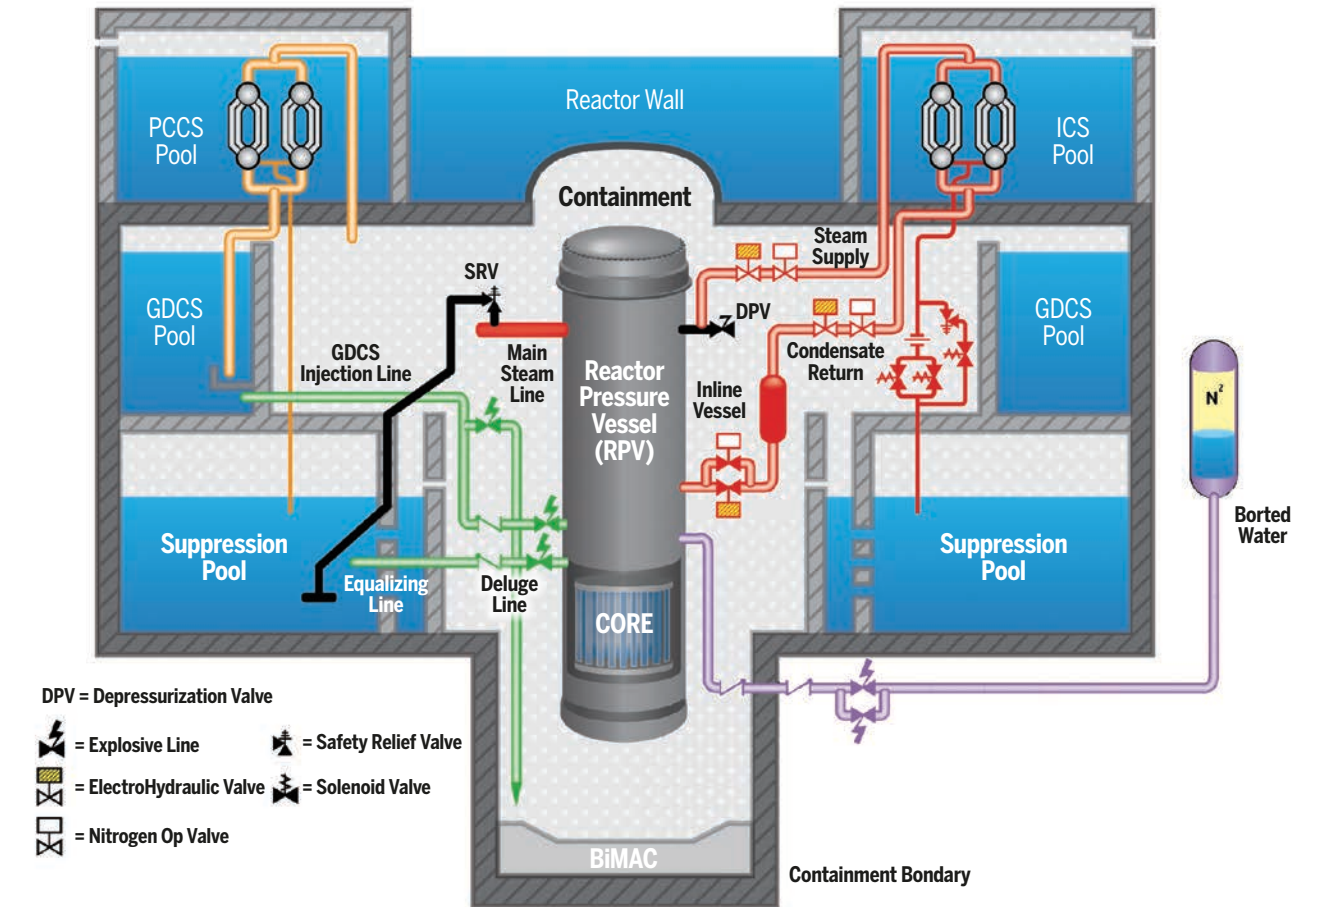 Reactor Wall
PCCS
Pool
ICS
Pool
Containment
Steam
Supply
SRV
DPV
GDCS
Pool
GDCS
Pool
GDCS
Injection Line
Main
Steam
Line
Reactor
Pressure
Vessel
(RPV)
Condensate
Return
Inline
Vessel
N²
Borted
Water
Suppression
Pool
Suppression
Pool
Equalizing
Line
Deluge
Line
CORE
DPV = Depressurization Valve
= Explosive Line
= Safety Relief Valve
= ElectroHydraulic Valve
= Solenoid Valve
= Nitrogen Op Valve
BiMAC
Containment Bondary